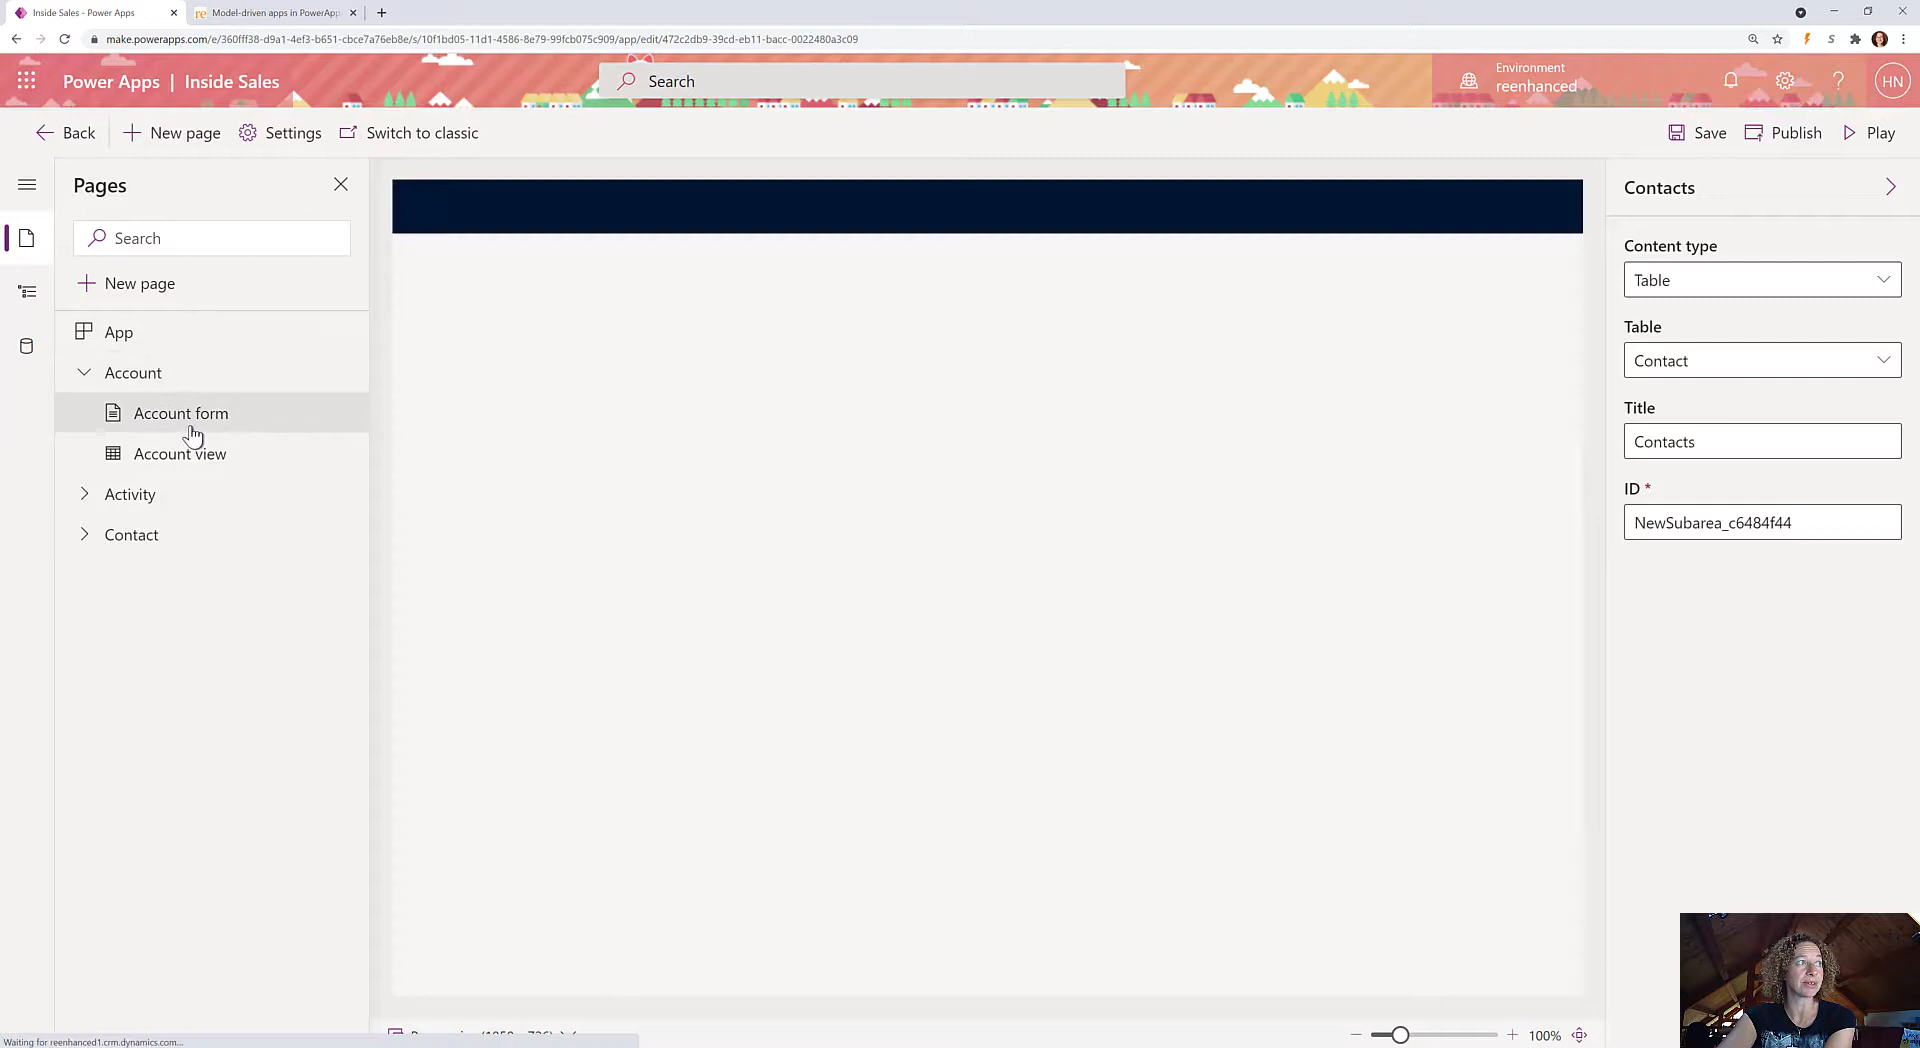 Inside Sales - Power Apps
Model-driven apps in PowerApp
make.powerapps.com/e/360fff38-d9a1-4ef3-b651-cbce7a76eb8e/s/10f1bd05-11d1-4586-8e79-99fcb075c909/app/edit/472c2db9-39cd-eb11-bacc-0022480a3c09
Power Apps | Inside Sales
Search
Environment
reenhanced
HN
Back
New page
Settings
Switch to classic
Save
Publish
Play
Pages
Search
New page
App
Account
Account form
Account view
Activity
Contact
Contacts
Content type
Table
Table
Contact
Title
Contacts
ID *
NewSubarea_c6484f44
100%
Waiting for reenhanced1.crm.dynamics.com...